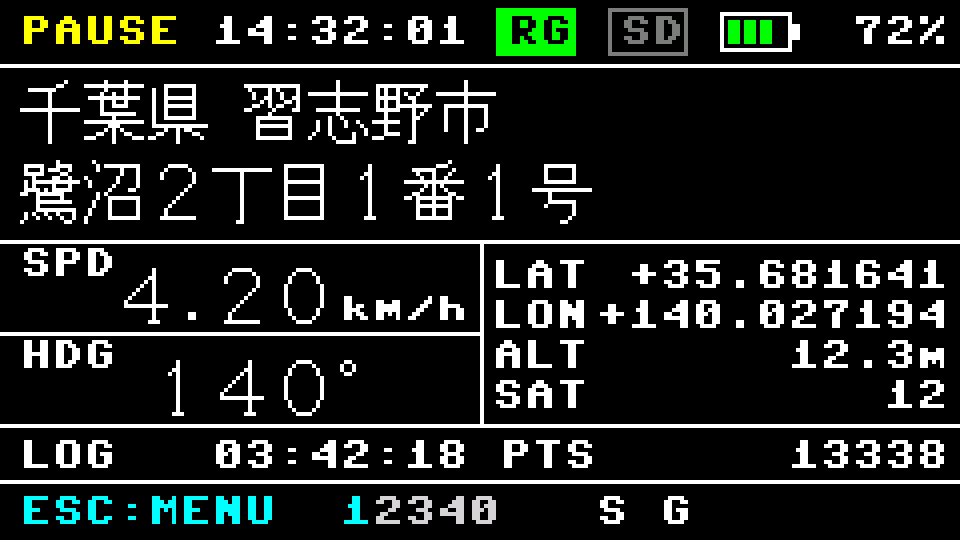 PAUSE 14:32:01 RG SD 72%
千葉県 習志野市
鷺沼2丁目1番1号
SPD 4.20 km/h
HDG 140°
LAT +35.681641
LON +140.027194
ALT 12.3m
SAT 12
LOG 03:42:18 PTS 13338
ESC:MENU 12340 S G